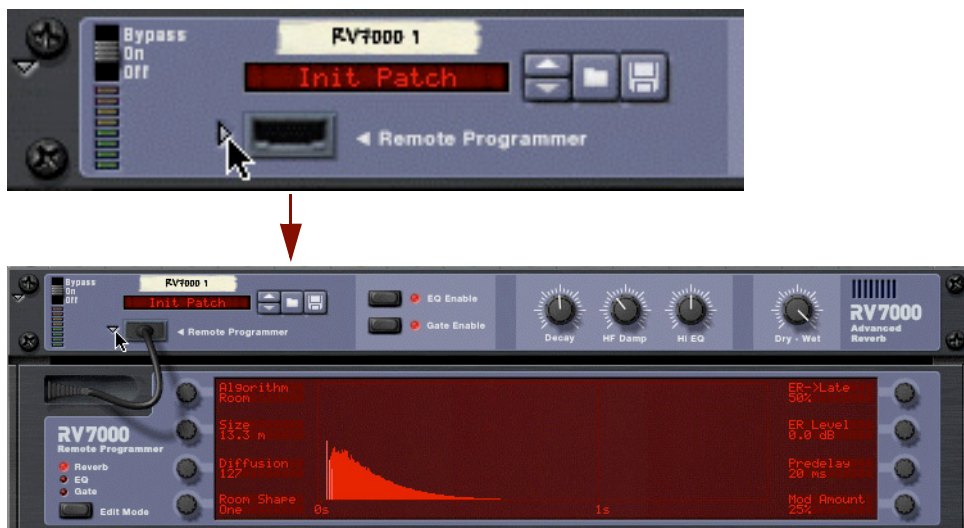 Bypass
On
Off
RV7000 1
Init Patch
◄ Remote Programmer
Bypass
On
Off
RV7000 1
Init Patch
◄ Remote Programmer
EQ Enable
Gate Enable
Decay
HF Damp
HI EQ
Dry - Wet
RV7000
Advanced
Reverb
RV7000
Remote Programmer
Reverb
EQ
Gate
Edit Mode
Algorithm
Room
Size
13.3 m
Diffusion
127
Room Shape
One
0s
1s
ER->Late
50%
ER Level
0.0 dB
Predelay
20 ms
Mod Amount
25%